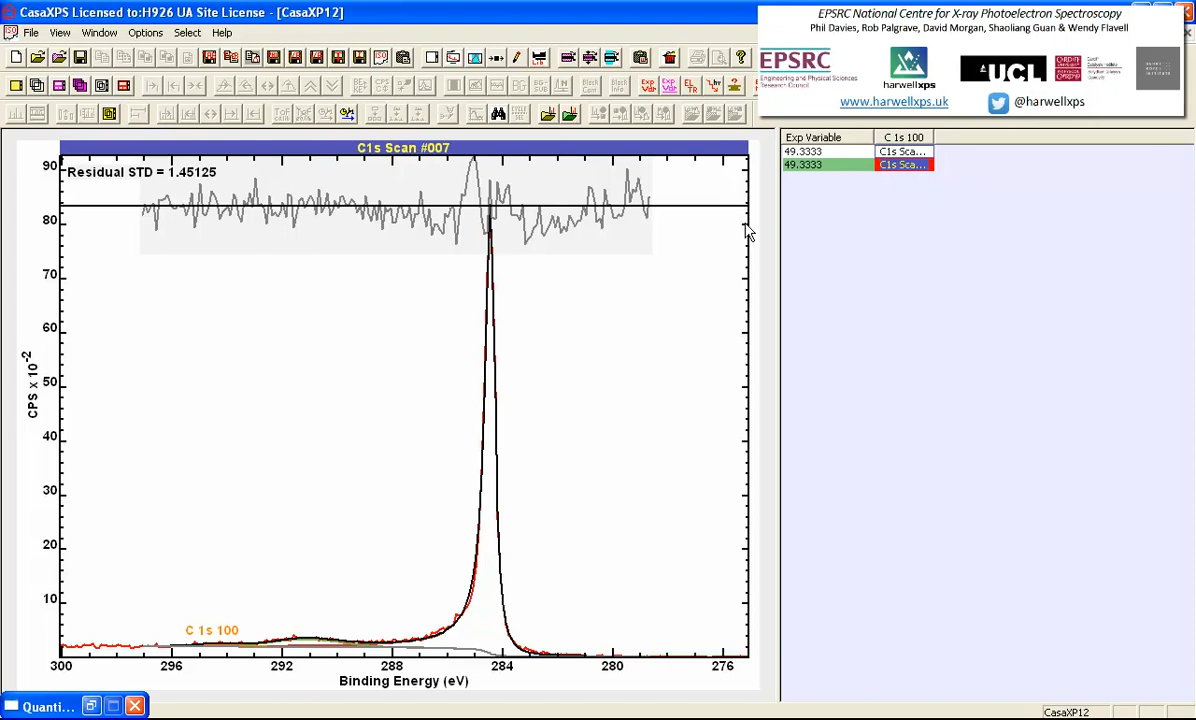 CasaXPS Licensed to:H926 UA Site License - [CasaXP12]
File View Window Options Select Help
EPSRC National Centre for X-ray Photoelectron Spectroscopy
Phil Davies, Rob Palgrave, David Morgan, Shaoliang Guan & Wendy Flavell
EPSRC
Engineering and Physical Sciences
Research Council
harwellxps
UCL
www.harwellxps.uk
@harwellxps
C1s Scan #007
Residual STD = 1.45125
Exp Variable C 1s 100
49.3333 C1s Sca...
49.3333 C1s Sca...
90
80
70
60
50
40
30
20
10
CPS x 10-2
C 1s 100
300 296 292 288 284 280 276
Binding Energy (eV)
Quanti...
CasaXP12